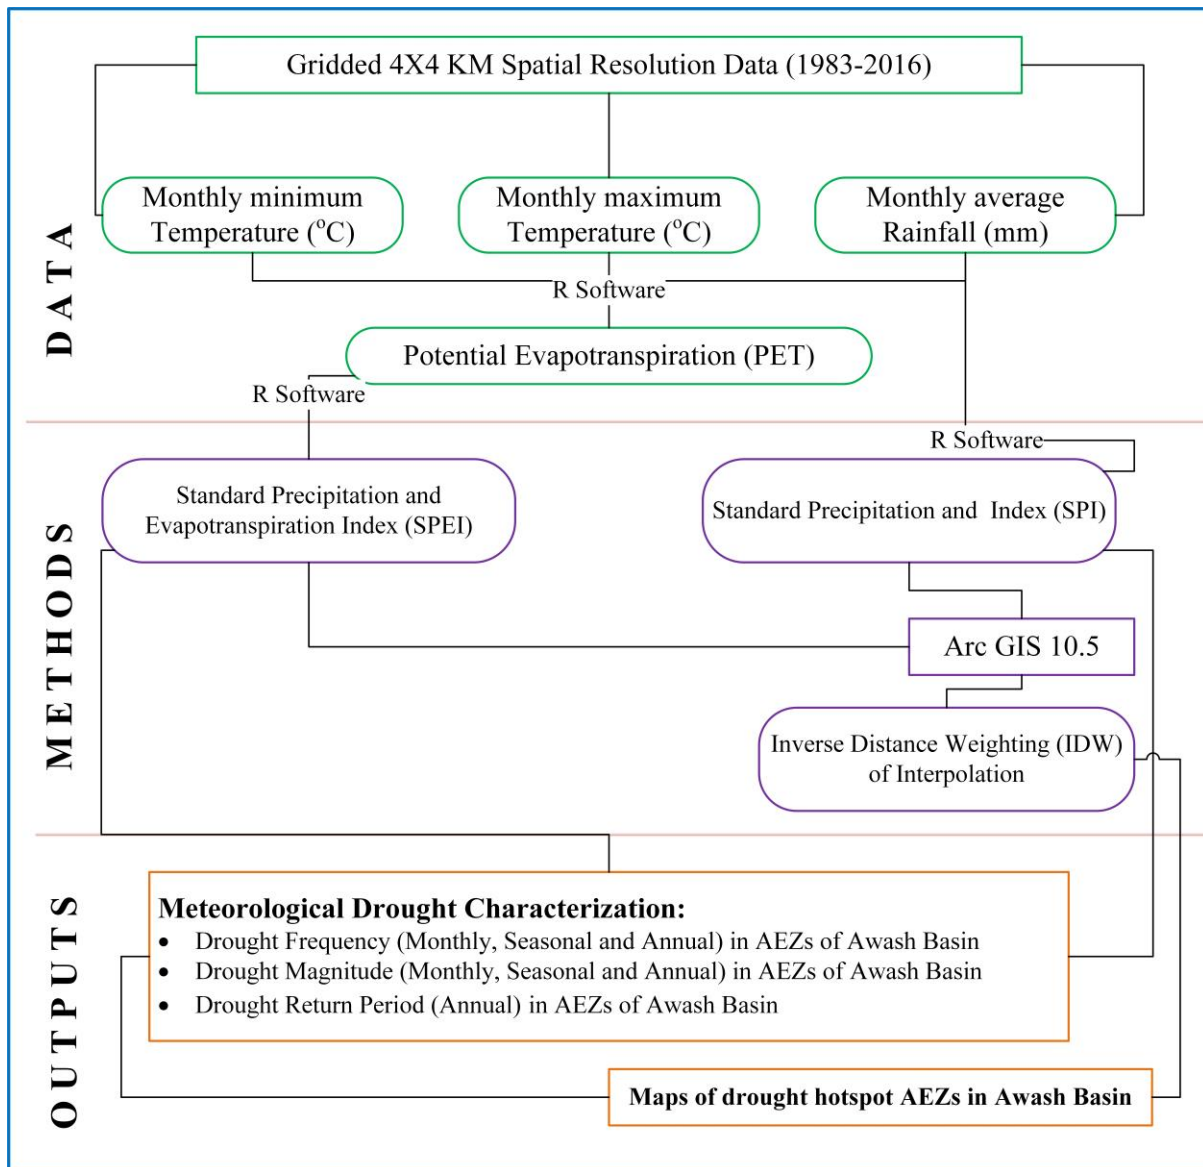 Gridded 4X4 KM Spatial Resolution Data (1983-2016)
Monthly minimum
Temperature (°C)
Monthly maximum
Temperature (°C)
Monthly average
Rainfall (mm)
DATA
R Software
Potential Evapotranspiration (PET)
R Software
R Software
METHODS
Standard Precipitation and
Evapotranspiration Index (SPEI)
Standard Precipitation and Index (SPI)
Arc GIS 10.5
Inverse Distance Weighting (IDW)
of Interpolation
OUTPUTS
Meteorological Drought Characterization:
• Drought Frequency (Monthly, Seasonal and Annual) in AEZs of Awash Basin
• Drought Magnitude (Monthly, Seasonal and Annual) in AEZs of Awash Basin
• Drought Return Period (Annual) in AEZs of Awash Basin
Maps of drought hotspot AEZs in Awash Basin